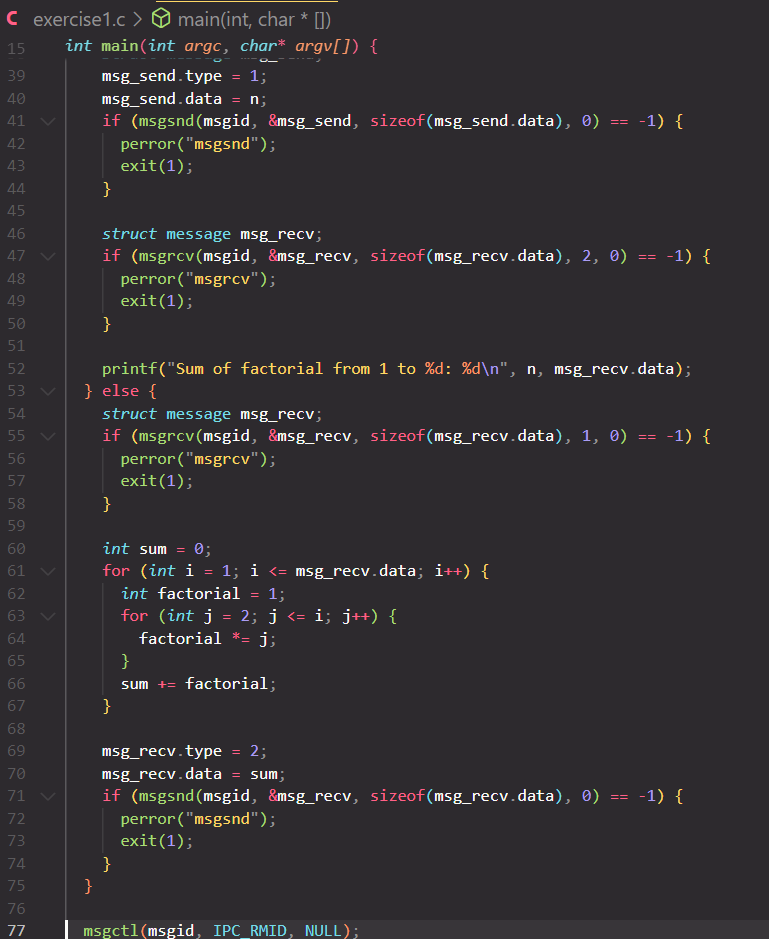 C exercise1.c > main(int, char * [])
15 int main(int argc, char* argv[]) {
39 msg_send.type = 1;
40 msg_send.data = n;
41 if (msgsnd(msgid, &msg_send, sizeof(msg_send.data), 0) == -1) {
42 perror("msgsnd");
43 exit(1);
44 }
45
46 struct message msg_recv;
47 if (msgrcv(msgid, &msg_recv, sizeof(msg_recv.data), 2, 0) == -1) {
48 perror("msgrcv");
49 exit(1);
50 }
51
52 printf("Sum of factorial from 1 to %d: %d\n", n, msg_recv.data);
53 } else {
54 struct message msg_recv;
55 if (msgrcv(msgid, &msg_recv, sizeof(msg_recv.data), 1, 0) == -1) {
56 perror("msgrcv");
57 exit(1);
58 }
59
60 int sum = 0;
61 for (int i = 1; i <= msg_recv.data; i++) {
62 int factorial = 1;
63 for (int j = 2; j <= i; j++) {
64 factorial *= j;
65 }
66 sum += factorial;
67 }
68
69 msg_recv.type = 2;
70 msg_recv.data = sum;
71 if (msgsnd(msgid, &msg_recv, sizeof(msg_recv.data), 0) == -1) {
72 perror("msgsnd");
73 exit(1);
74 }
75 }
76
77 msgctl(msgid, IPC_RMID, NULL);